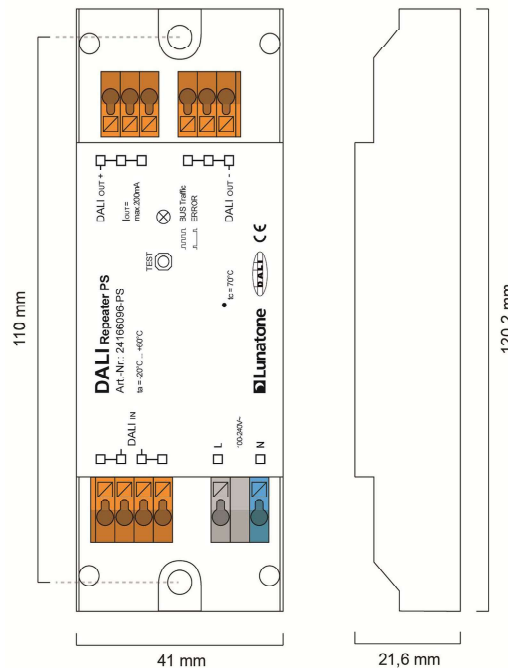 DALI OUT +
IOUT =
max.200mA
BUS Traffic
ERROR
DALI OUT -
TEST
DALI Repeater PS
Art.-Nr.: 24166096-PS
ta = -20°C ... +60°C
tc = 70°C
Lunatone
DALI
CE
DALI IN
L
100-240V~
N
110 mm
120,2 mm
41 mm
21,6 mm